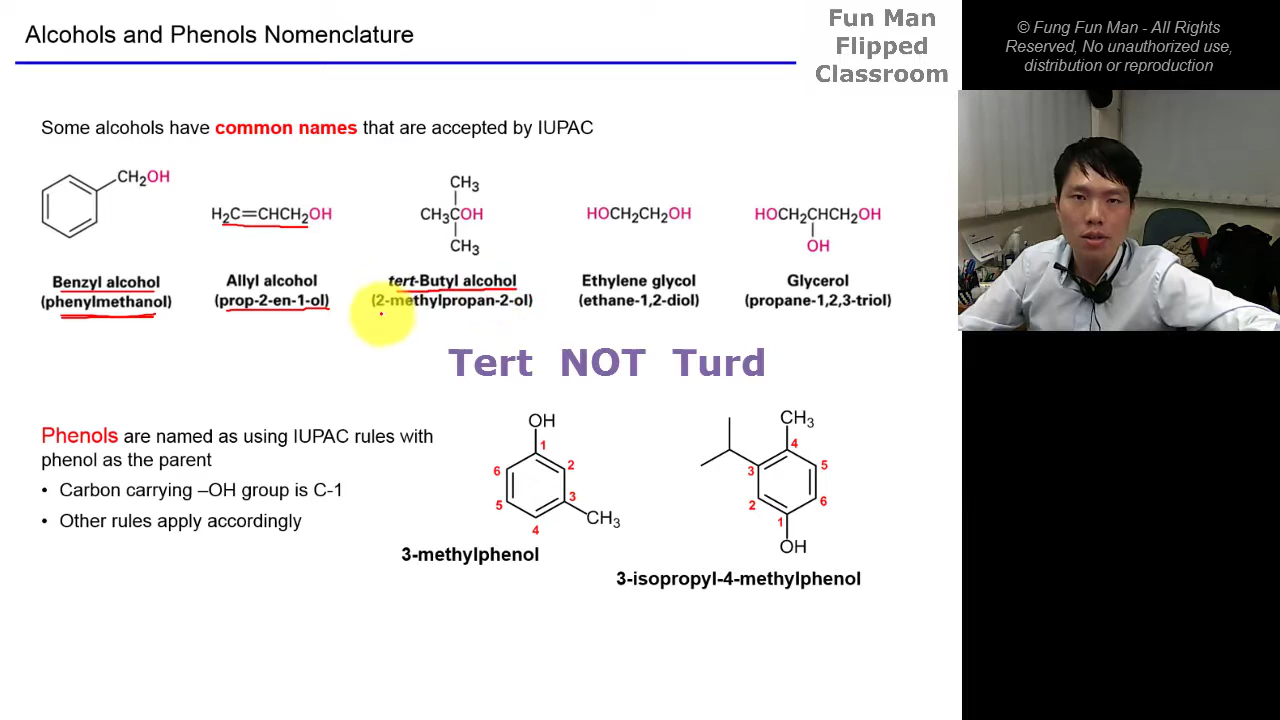 Alcohols and Phenols Nomenclature
Fun Man
Flipped
Classroom
© Fung Fun Man - All Rights
Reserved, No unauthorized use,
distribution or reproduction
Some alcohols have common names that are accepted by IUPAC
CH₂OH
H₂C=CHCH₂OH
CH₃
CH₃COH
CH₃
HOCH₂CH₂OH
HOCH₂CHCH₂OH
OH
Benzyl alcohol
(phenylmethanol)
Allyl alcohol
(prop-2-en-1-ol)
tert-Butyl alcohol
(2-methylpropan-2-ol)
Ethylene glycol
(ethane-1,2-diol)
Glycerol
(propane-1,2,3-triol)
Tert NOT Turd
Phenols are named as using IUPAC rules with
phenol as the parent
• Carbon carrying –OH group is C-1
• Other rules apply accordingly
OH
1
6
2
5
3
4
CH₃
3-methylphenol
CH₃
4
3
5
2
6
1
OH
3-isopropyl-4-methylphenol